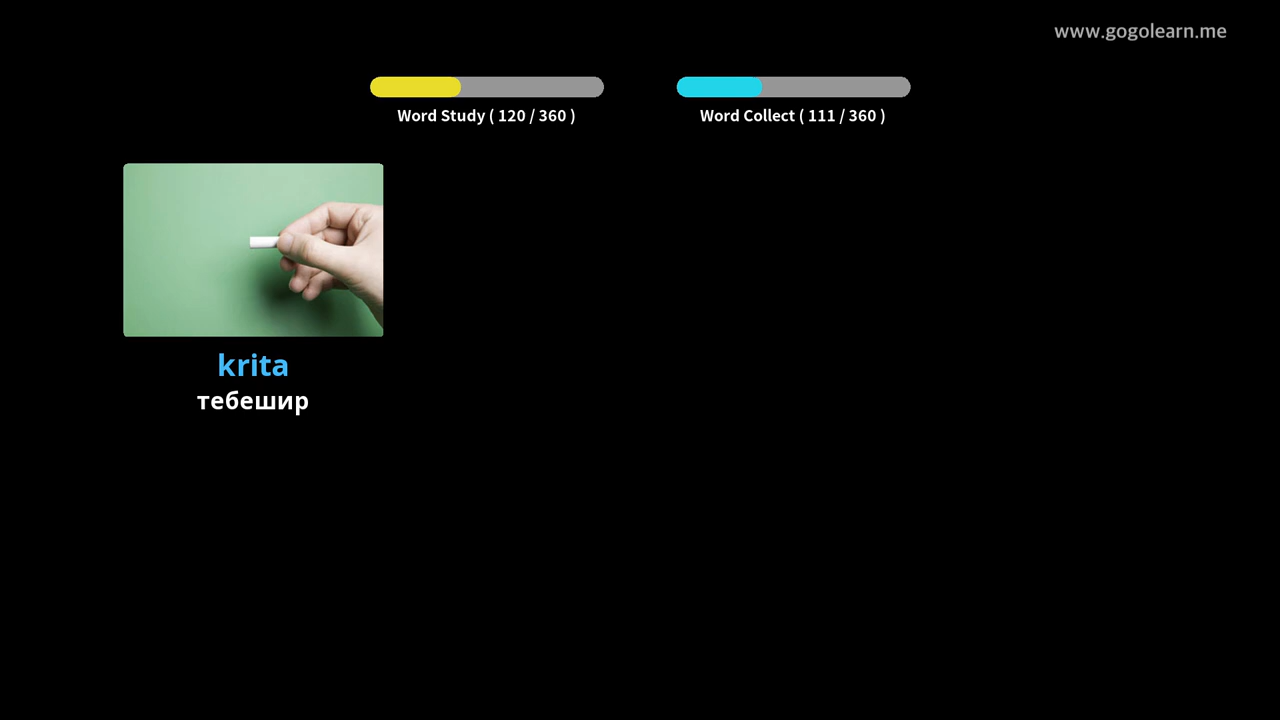 www.gogolearn.me
Word Study ( 120 / 360 )
Word Collect ( 111 / 360 )
krita
тебешир